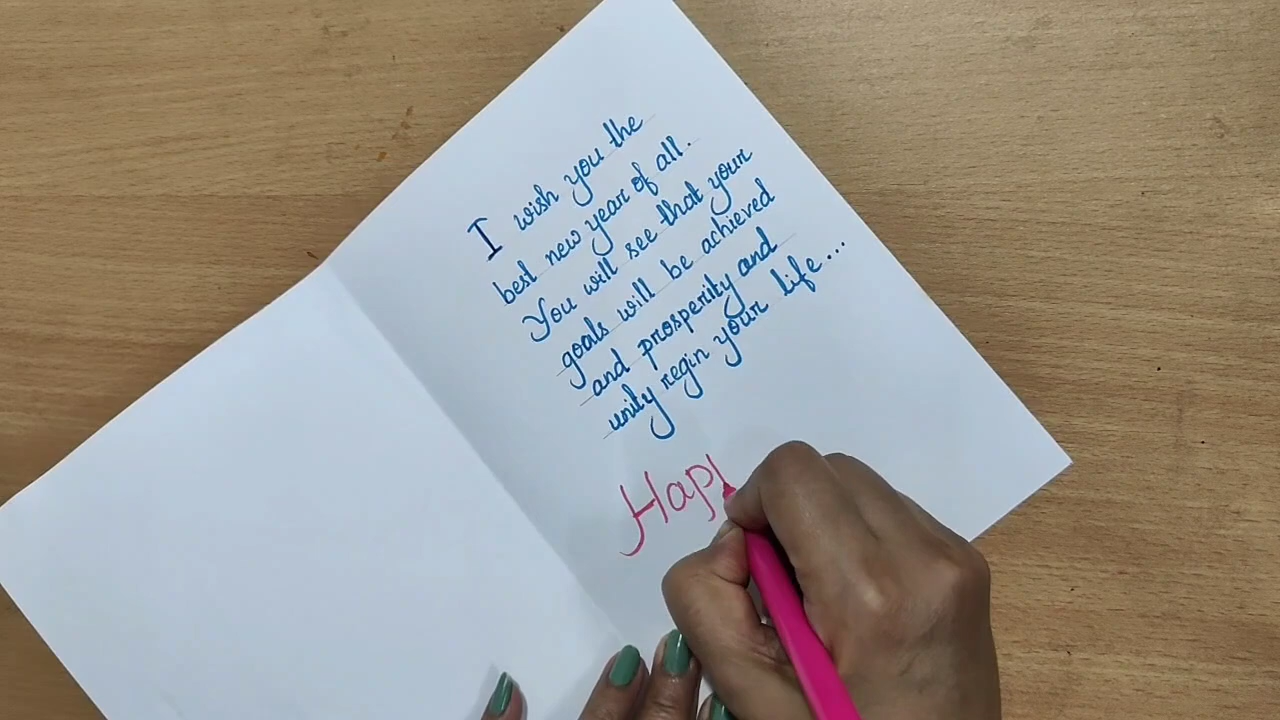 I wish you the
best new year of all.
You will see that your
goals will be achieved
and prosperity and
unity regin your life...
Hap